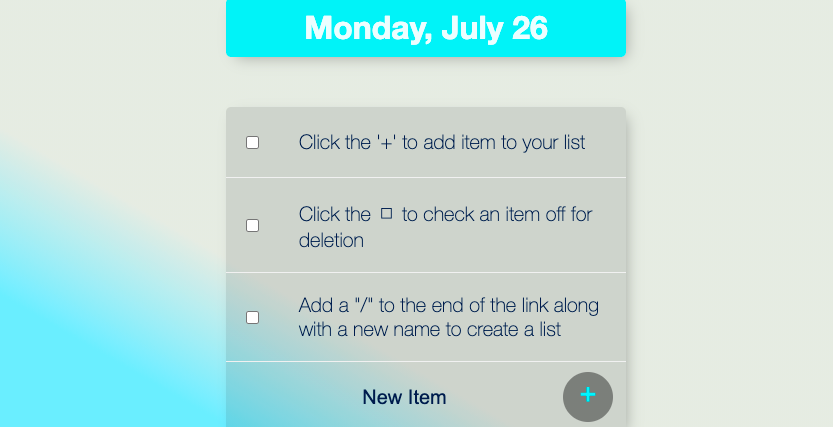 Monday, July 26
Click the '+' to add item to your list
Click the □ to check an item off for
deletion
Add a "/" to the end of the link along
with a new name to create a list
New Item
+